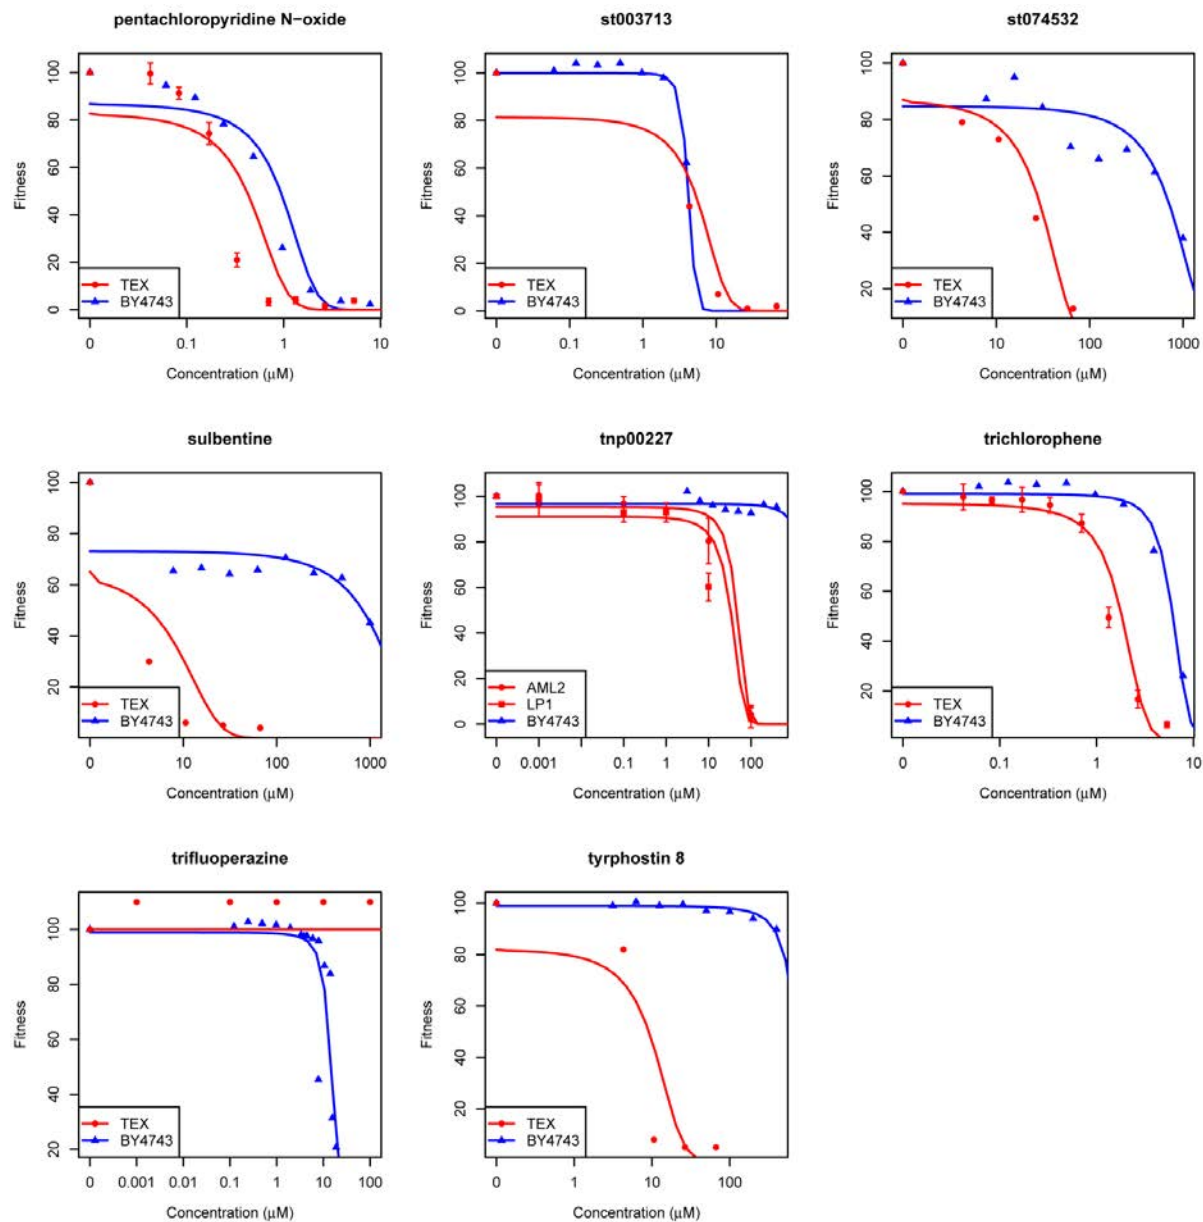 pentachloropyridine N−oxide
Fitness
100
80
60
40
20
0
TEX
BY4743
0 0.1 1 10
Concentration (μM)
st003713
Fitness
100
80
60
40
20
0
TEX
BY4743
0 0.1 1 10
Concentration (μM)
st074532
Fitness
100
80
60
40
20
TEX
BY4743
0 10 100 1000
Concentration (μM)
sulbentine
Fitness
100
80
60
40
20
TEX
BY4743
0 10 100 1000
Concentration (μM)
tnp00227
Fitness
100
80
60
40
20
0
AML2
LP1
BY4743
0 0.001 0.1 1 10 100
Concentration (μM)
trichlorophene
Fitness
100
80
60
40
20
TEX
BY4743
0 0.1 1 10
Concentration (μM)
trifluoperazine
Fitness
100
80
60
40
20
TEX
BY4743
0 0.001 0.01 0.1 1 10 100
Concentration (μM)
tyrphostin 8
Fitness
100
80
60
40
20
TEX
BY4743
0 1 10 100
Concentration (μM)